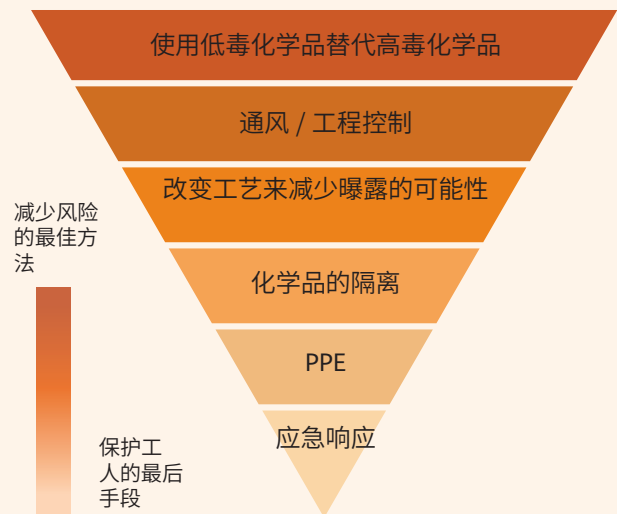 使用低毒化学品替代高毒化学品
通风 / 工程控制
改变工艺来减少曝露的可能性
减少风险
的最佳方
法
化学品的隔离
PPE
应急响应
保护工
人的最后
手段